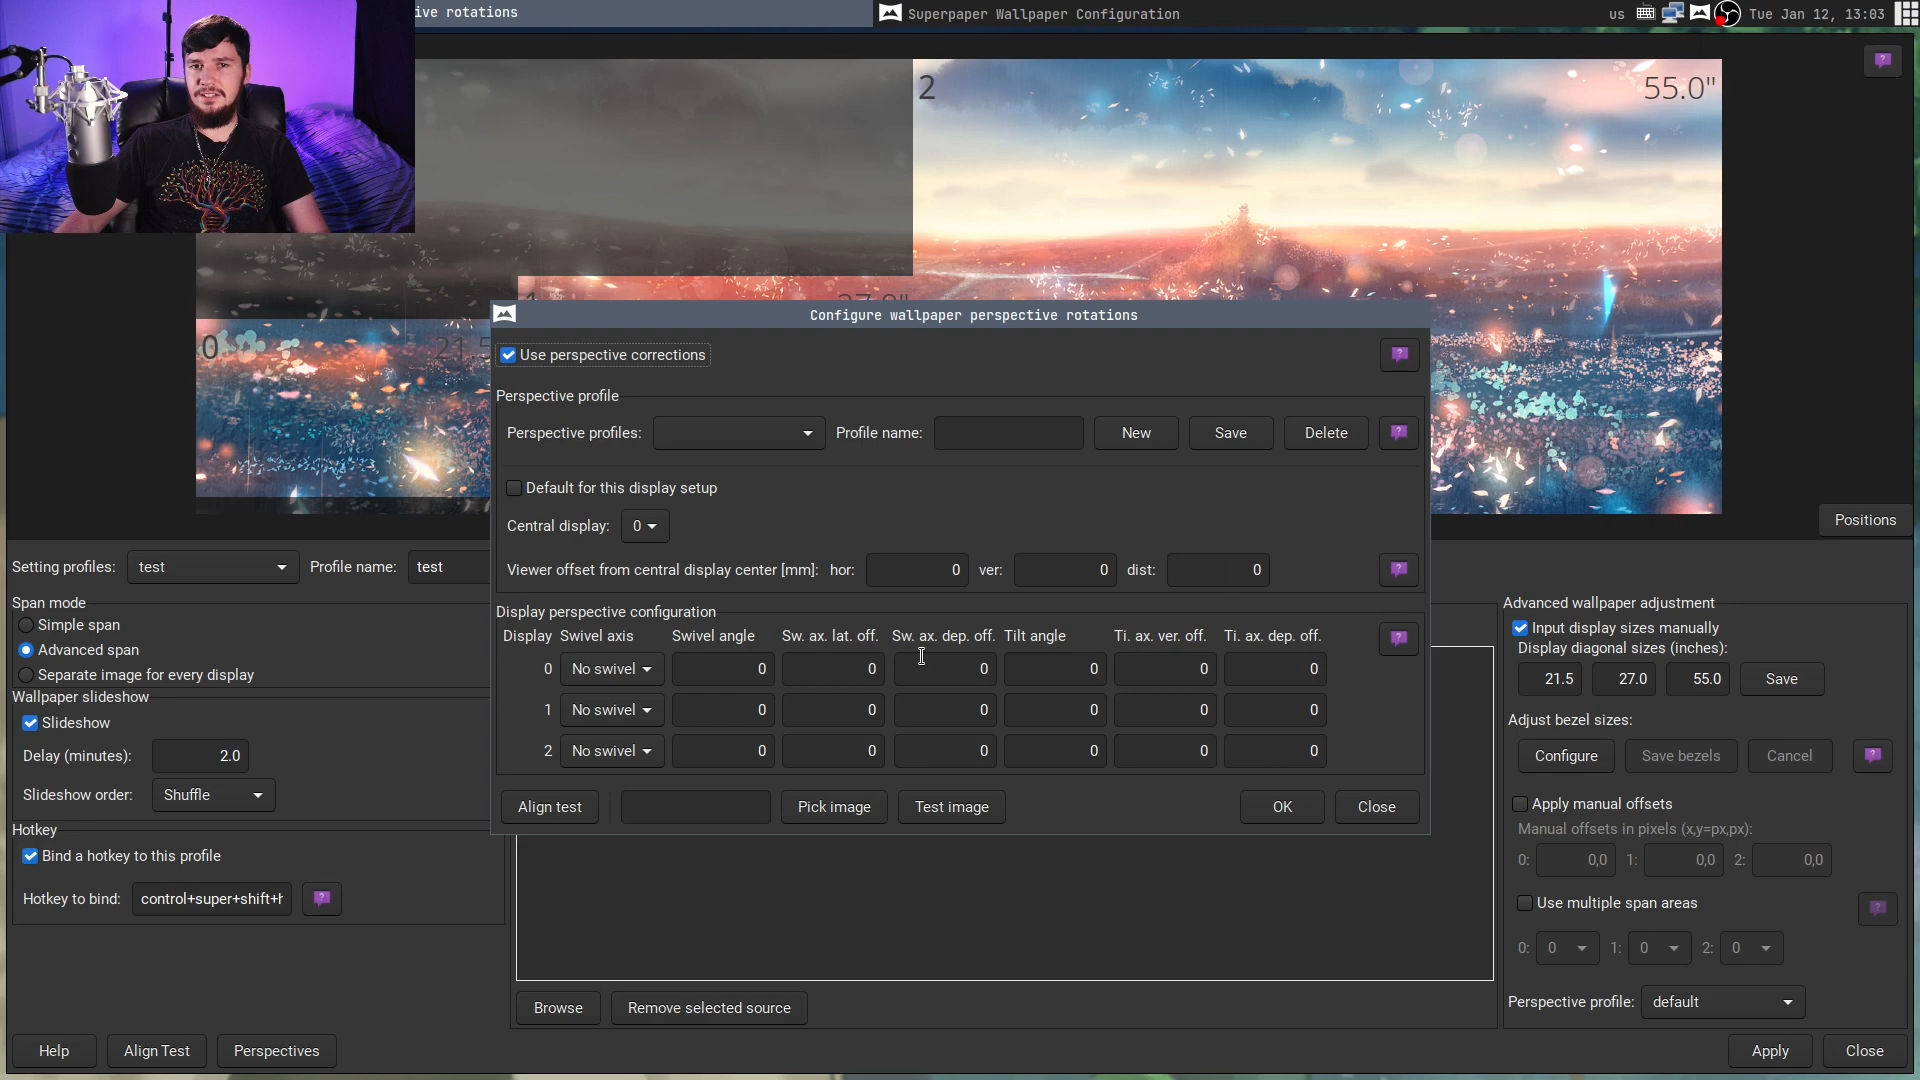 ive rotations
Superpaper Wallpaper Configuration
us
Tue Jan 12, 13:03
2
55.0"
1
27.0"
0
21.5
Configure wallpaper perspective rotations
Use perspective corrections
Perspective profile
Perspective profiles:
Profile name:
New
Save
Delete
Default for this display setup
Central display:
0
Viewer offset from central display center [mm]:
hor:
0
ver:
0
dist:
0
Display perspective configuration
Display
Swivel axis
Swivel angle
Sw. ax. lat. off.
Sw. ax. dep. off.
Tilt angle
Ti. ax. ver. off.
Ti. ax. dep. off.
0 No swivel 0 0 0 0 0 0
1 No swivel 0 0 0 0 0 0
2 No swivel 0 0 0 0 0 0
Align test
Pick image
Test image
OK
Close
Positions
Setting profiles:
test
Profile name:
test
Span mode
Simple span
Advanced span
Separate image for every display
Wallpaper slideshow
Slideshow
Delay (minutes):
2.0
Slideshow order:
Shuffle
Hotkey
Bind a hotkey to this profile
Hotkey to bind:
control+super+shift+
Browse
Remove selected source
Advanced wallpaper adjustment
Input display sizes manually
Display diagonal sizes (inches):
21.5
27.0
55.0
Save
Adjust bezel sizes:
Configure
Save bezels
Cancel
Apply manual offsets
Manual offsets in pixels (x,y=px,px):
0: 0,0 1: 0,0 2: 0,0
Use multiple span areas
0: 0 1: 0 2: 0
Perspective profile:
default
Help
Align Test
Perspectives
Apply
Close